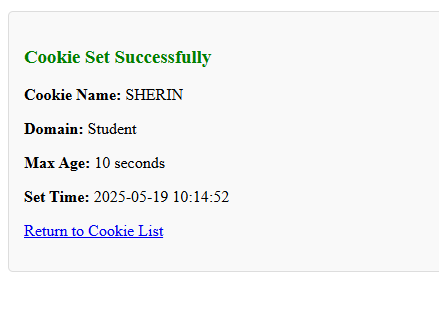 Cookie Set Successfully
Cookie Name: SHERIN
Domain: Student
Max Age: 10 seconds
Set Time: 2025-05-19 10:14:52
Return to Cookie List